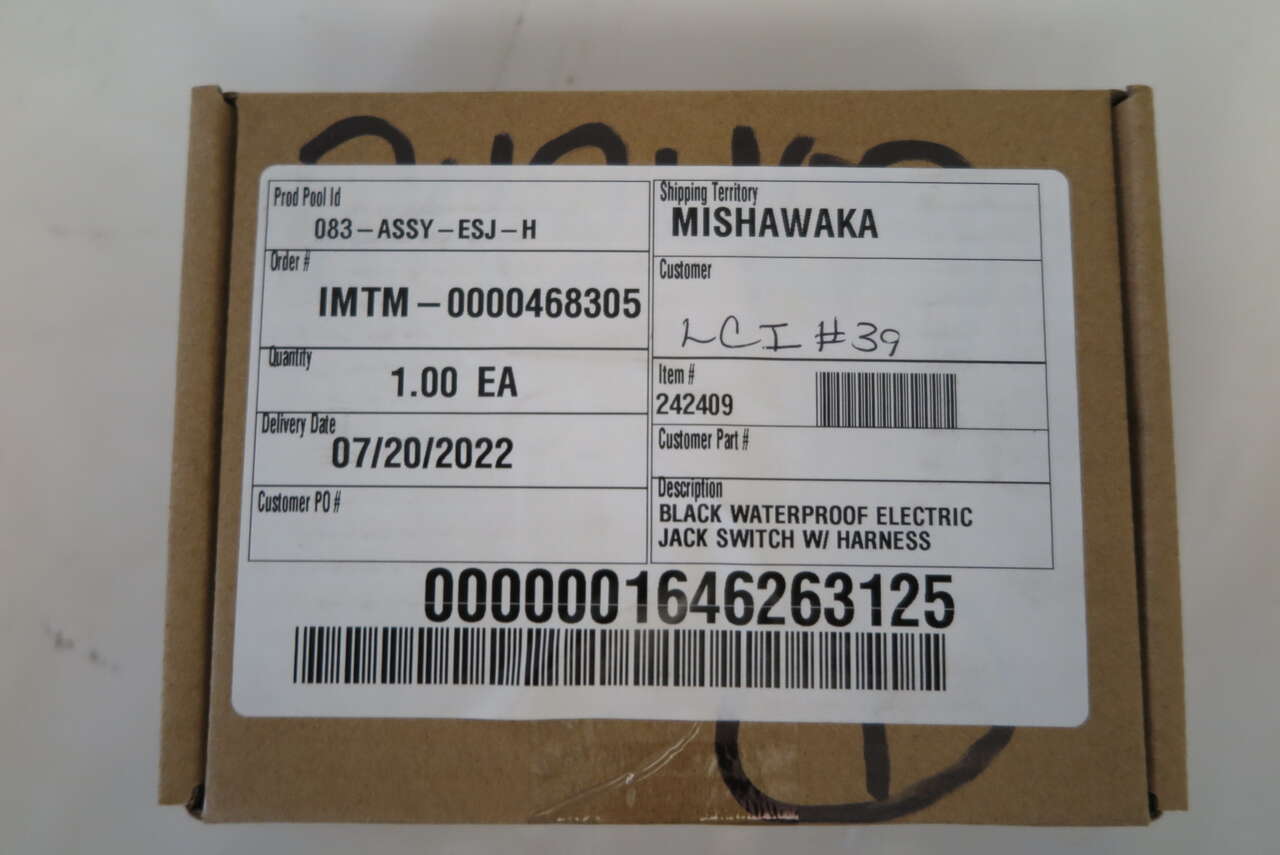 Prod Pool Id
083-ASSY-ESJ-H
Order #
IMTM-0000468305
Quantity
1.00 EA
Delivery Date
07/20/2022
Customer PO #
Shipping Territory
MISHAWAKA
Customer
LCI #39
Item #
242409
Customer Part #
Description
BLACK WATERPROOF ELECTRIC
JACK SWITCH W/ HARNESS
0000001646263125